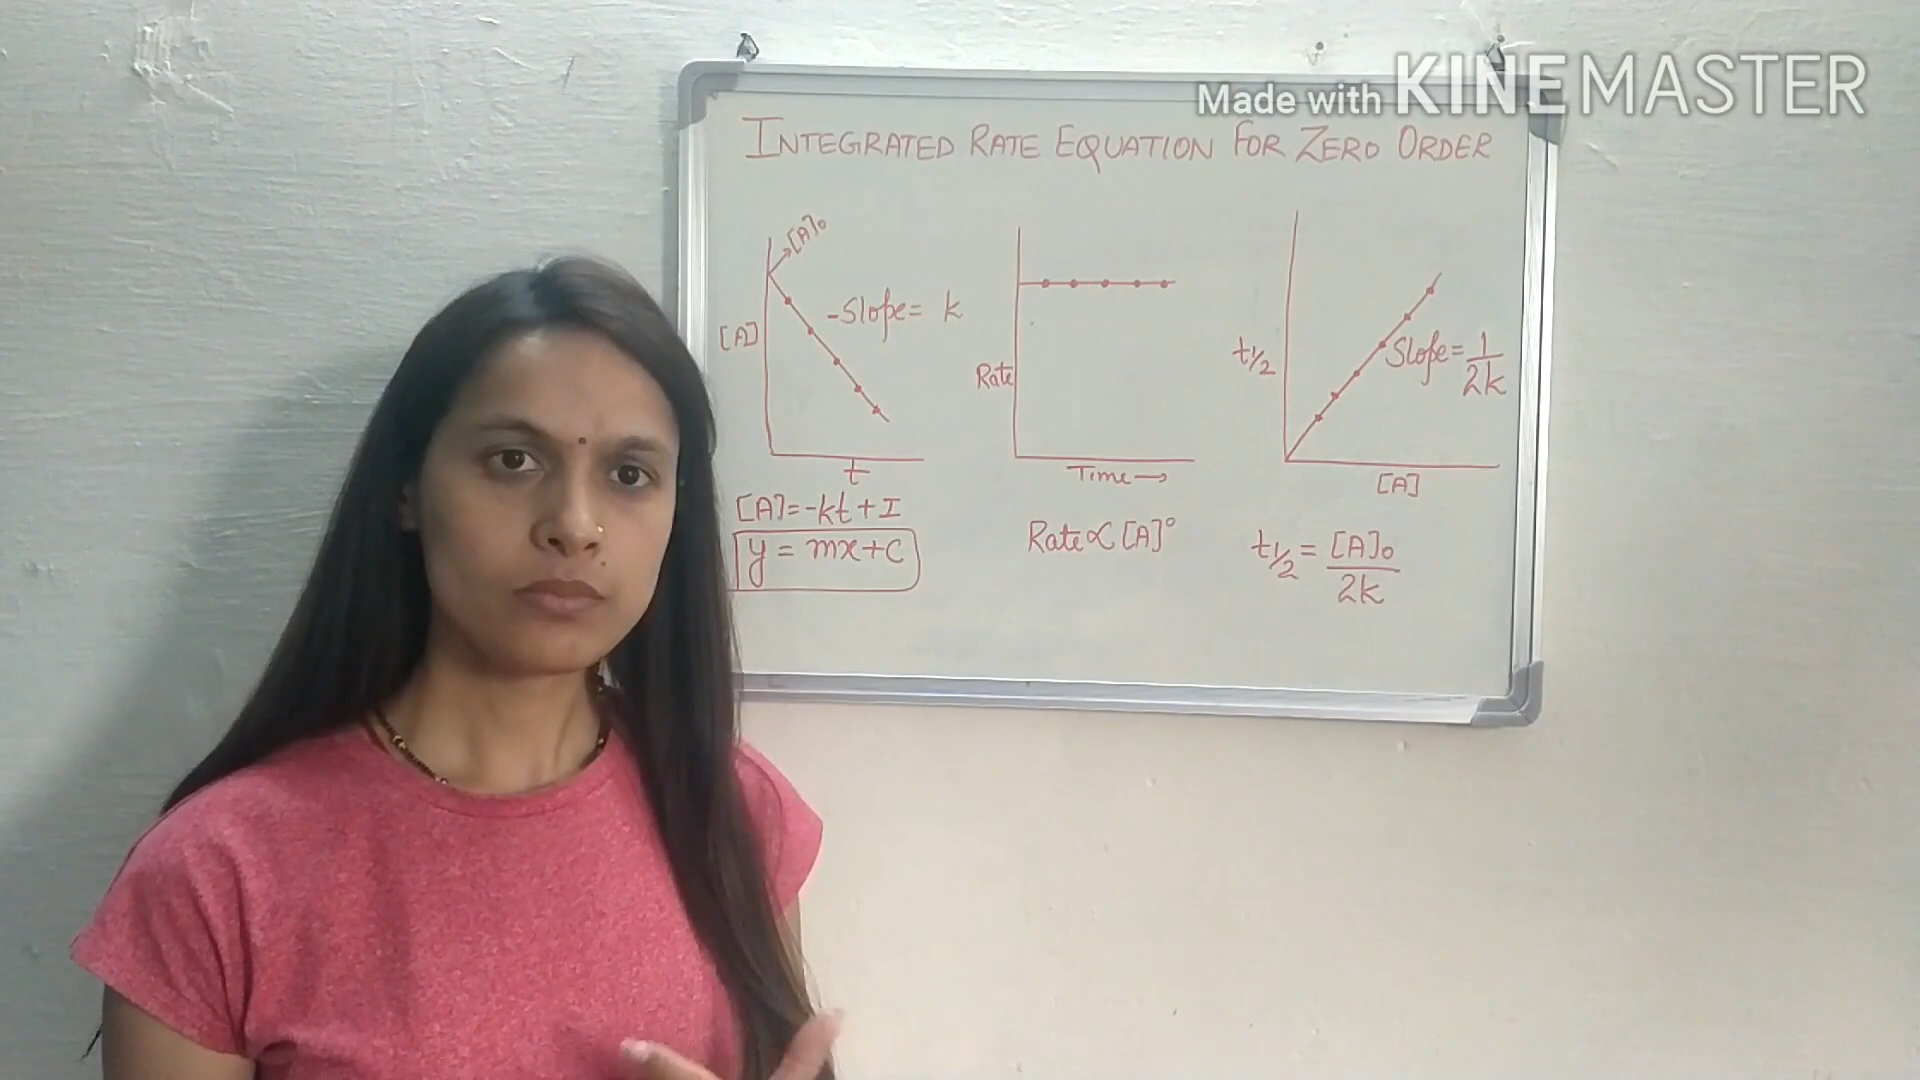 Made with KINEMASTER
INTEGRATED RATE EQUATION FOR ZERO ORDER
[A]₀
[A]
-Slope = k
t
[A] = -kt + I
y = mx + c
Rate
Time →
Rate ∝ [A]⁰
t1/2
Slope = 1/2k
[A]
t1/2 = [A]₀/2k